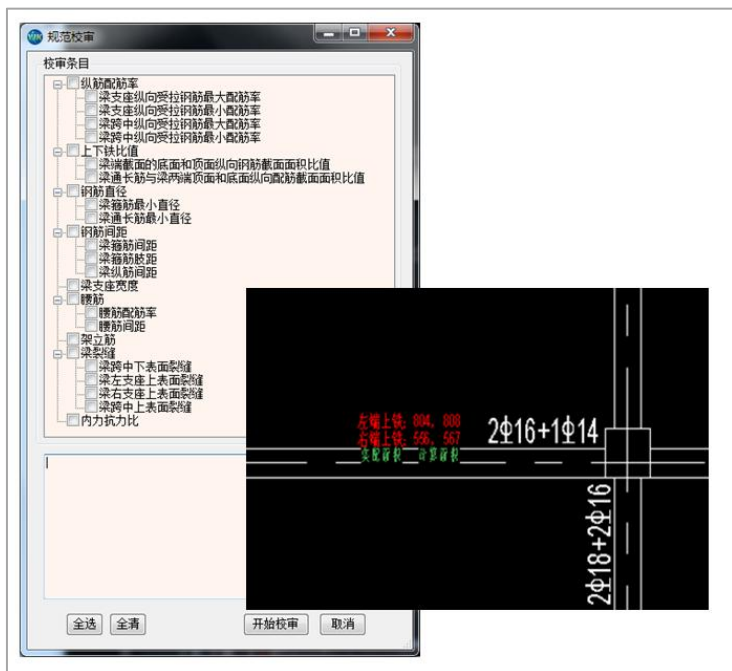 YJK 规范校审
校审条目
纵筋配筋率
梁支座纵向受拉钢筋最大配筋率
梁支座纵向受拉钢筋最小配筋率
梁跨中纵向受拉钢筋最大配筋率
梁跨中纵向受拉钢筋最小配筋率
上下铁比值
梁端截面的底面和顶面纵向钢筋截面面积比值
梁通长筋与梁两端顶面和底面纵向配筋截面面积比值
钢筋直径
梁箍筋最小直径
梁通长筋最小直径
钢筋间距
梁箍筋间距
梁箍筋肢距
梁纵筋间距
梁支座宽度
腰筋
腰筋配筋率
腰筋间距
架立筋
梁裂缝
梁跨中下表面裂缝
梁左支座上表面裂缝
梁右支座上表面裂缝
梁跨中上表面裂缝
内力抗力比
左端上铁: 804, 808
右端上铁: 556, 567
实配面积 计算面积
2Φ16+1Φ14
2Φ18+2Φ16
全选 全清 开始校审 取消